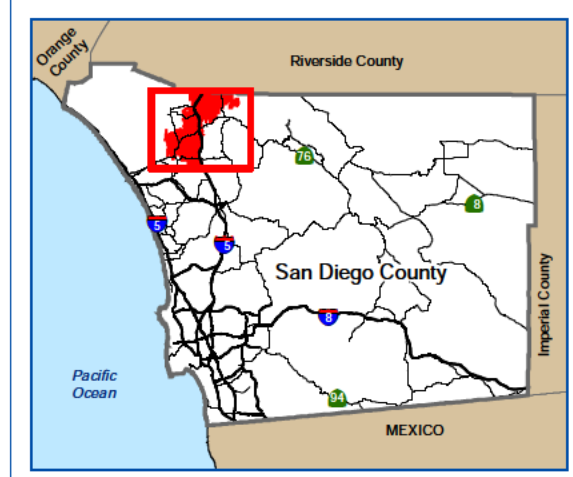 Orange
County
Riverside County
76
8
5
5
San Diego County
Imperial County
8
Pacific
Ocean
94
MEXICO